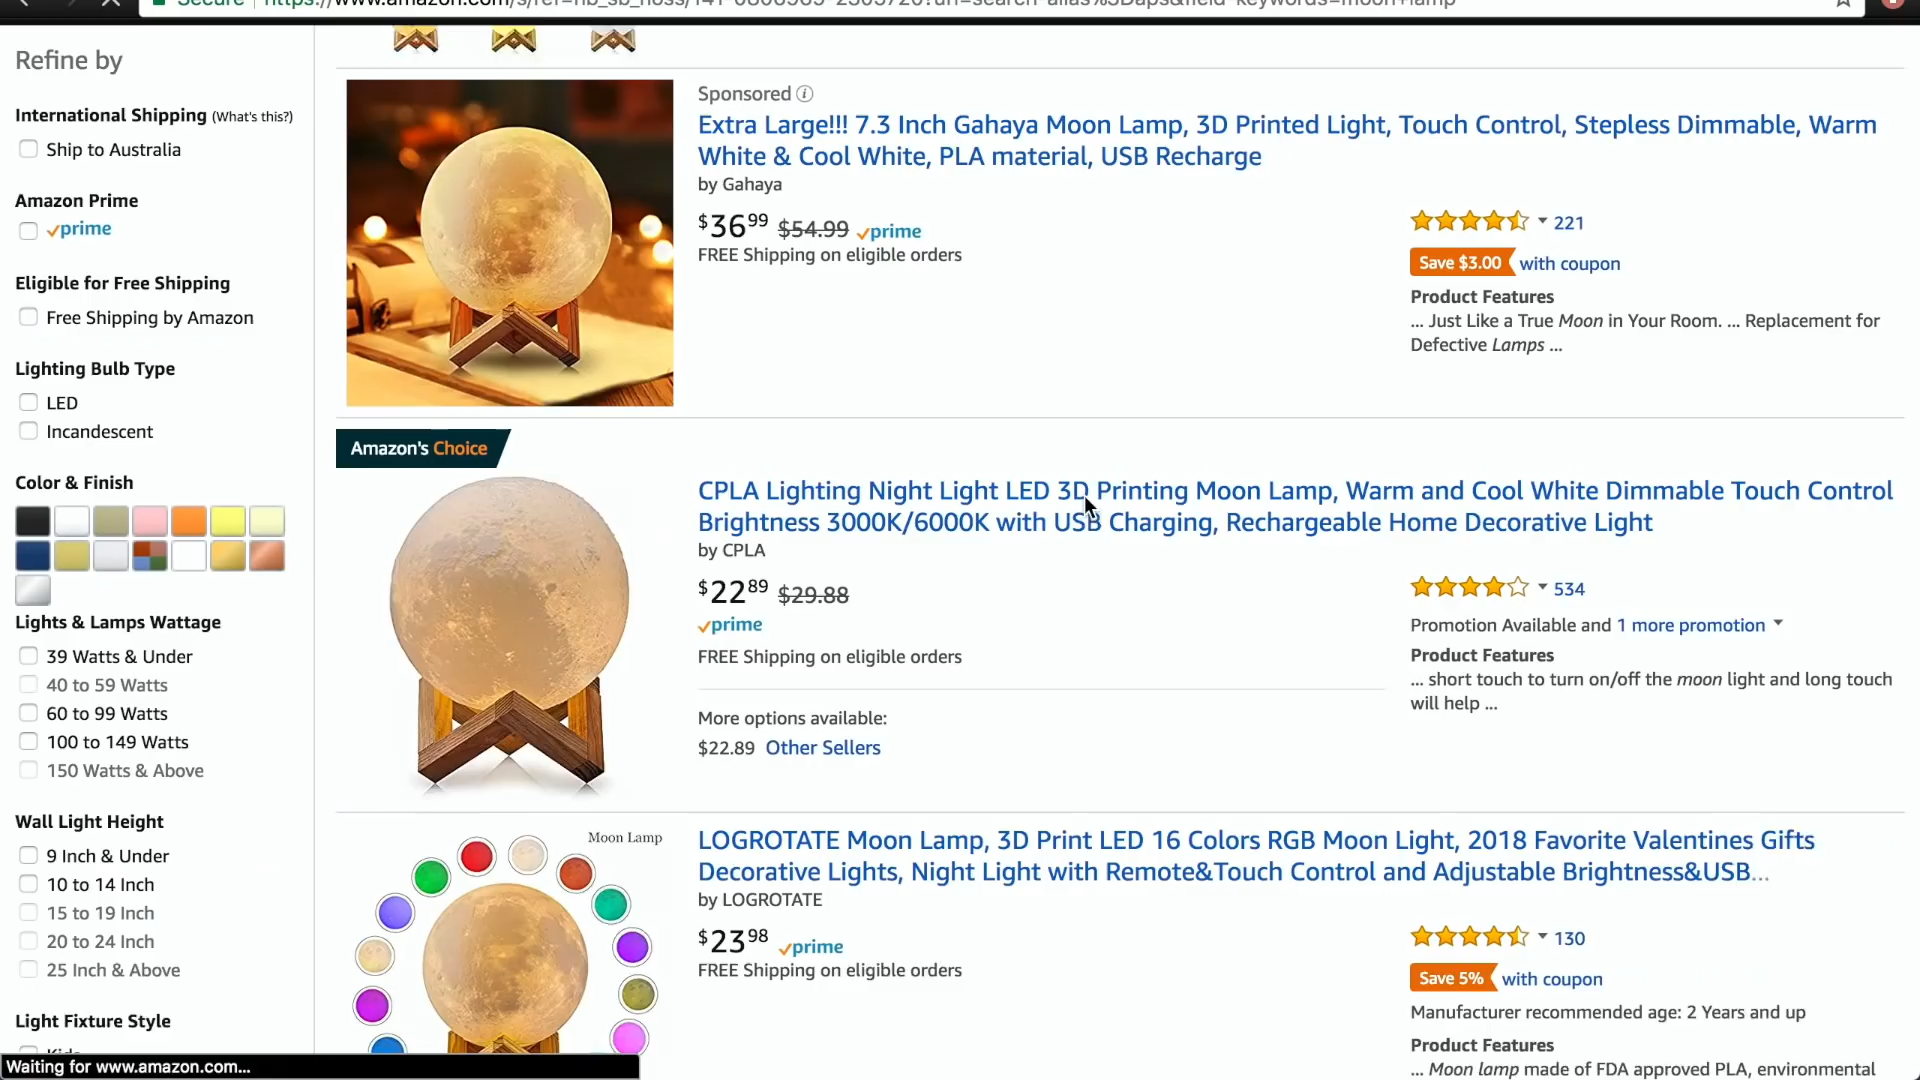 Secure https://www.amazon.com/s/ref=nb_sb_noss/
Refine by
International Shipping (What's this?)
Ship to Australia
Amazon Prime
prime
Eligible for Free Shipping
Free Shipping by Amazon
Lighting Bulb Type
LED
Incandescent
Color & Finish
Lights & Lamps Wattage
39 Watts & Under
40 to 59 Watts
60 to 99 Watts
100 to 149 Watts
150 Watts & Above
Wall Light Height
9 Inch & Under
10 to 14 Inch
15 to 19 Inch
20 to 24 Inch
25 Inch & Above
Light Fixture Style
Waiting for www.amazon.com...
Sponsored
Extra Large!!! 7.3 Inch Gahaya Moon Lamp, 3D Printed Light, Touch Control, Stepless Dimmable, Warm
White & Cool White, PLA material, USB Recharge
by Gahaya
$36 99 $54.99 prime
FREE Shipping on eligible orders
221
Save $3.00 with coupon
Product Features
... Just Like a True Moon in Your Room. ... Replacement for
Defective Lamps ...
Amazon's Choice
CPLA Lighting Night Light LED 3D Printing Moon Lamp, Warm and Cool White Dimmable Touch Control
Brightness 3000K/6000K with USB Charging, Rechargeable Home Decorative Light
by CPLA
$22 89 $29.88
prime
FREE Shipping on eligible orders
More options available:
$22.89 Other Sellers
534
Promotion Available and 1 more promotion
Product Features
... short touch to turn on/off the moon light and long touch
will help ...
Moon Lamp
LOGROTATE Moon Lamp, 3D Print LED 16 Colors RGB Moon Light, 2018 Favorite Valentines Gifts
Decorative Lights, Night Light with Remote&Touch Control and Adjustable Brightness&USB...
by LOGROTATE
$23 98 prime
FREE Shipping on eligible orders
130
Save 5% with coupon
Manufacturer recommended age: 2 Years and up
Product Features
... Moon lamp made of FDA approved PLA, environmental